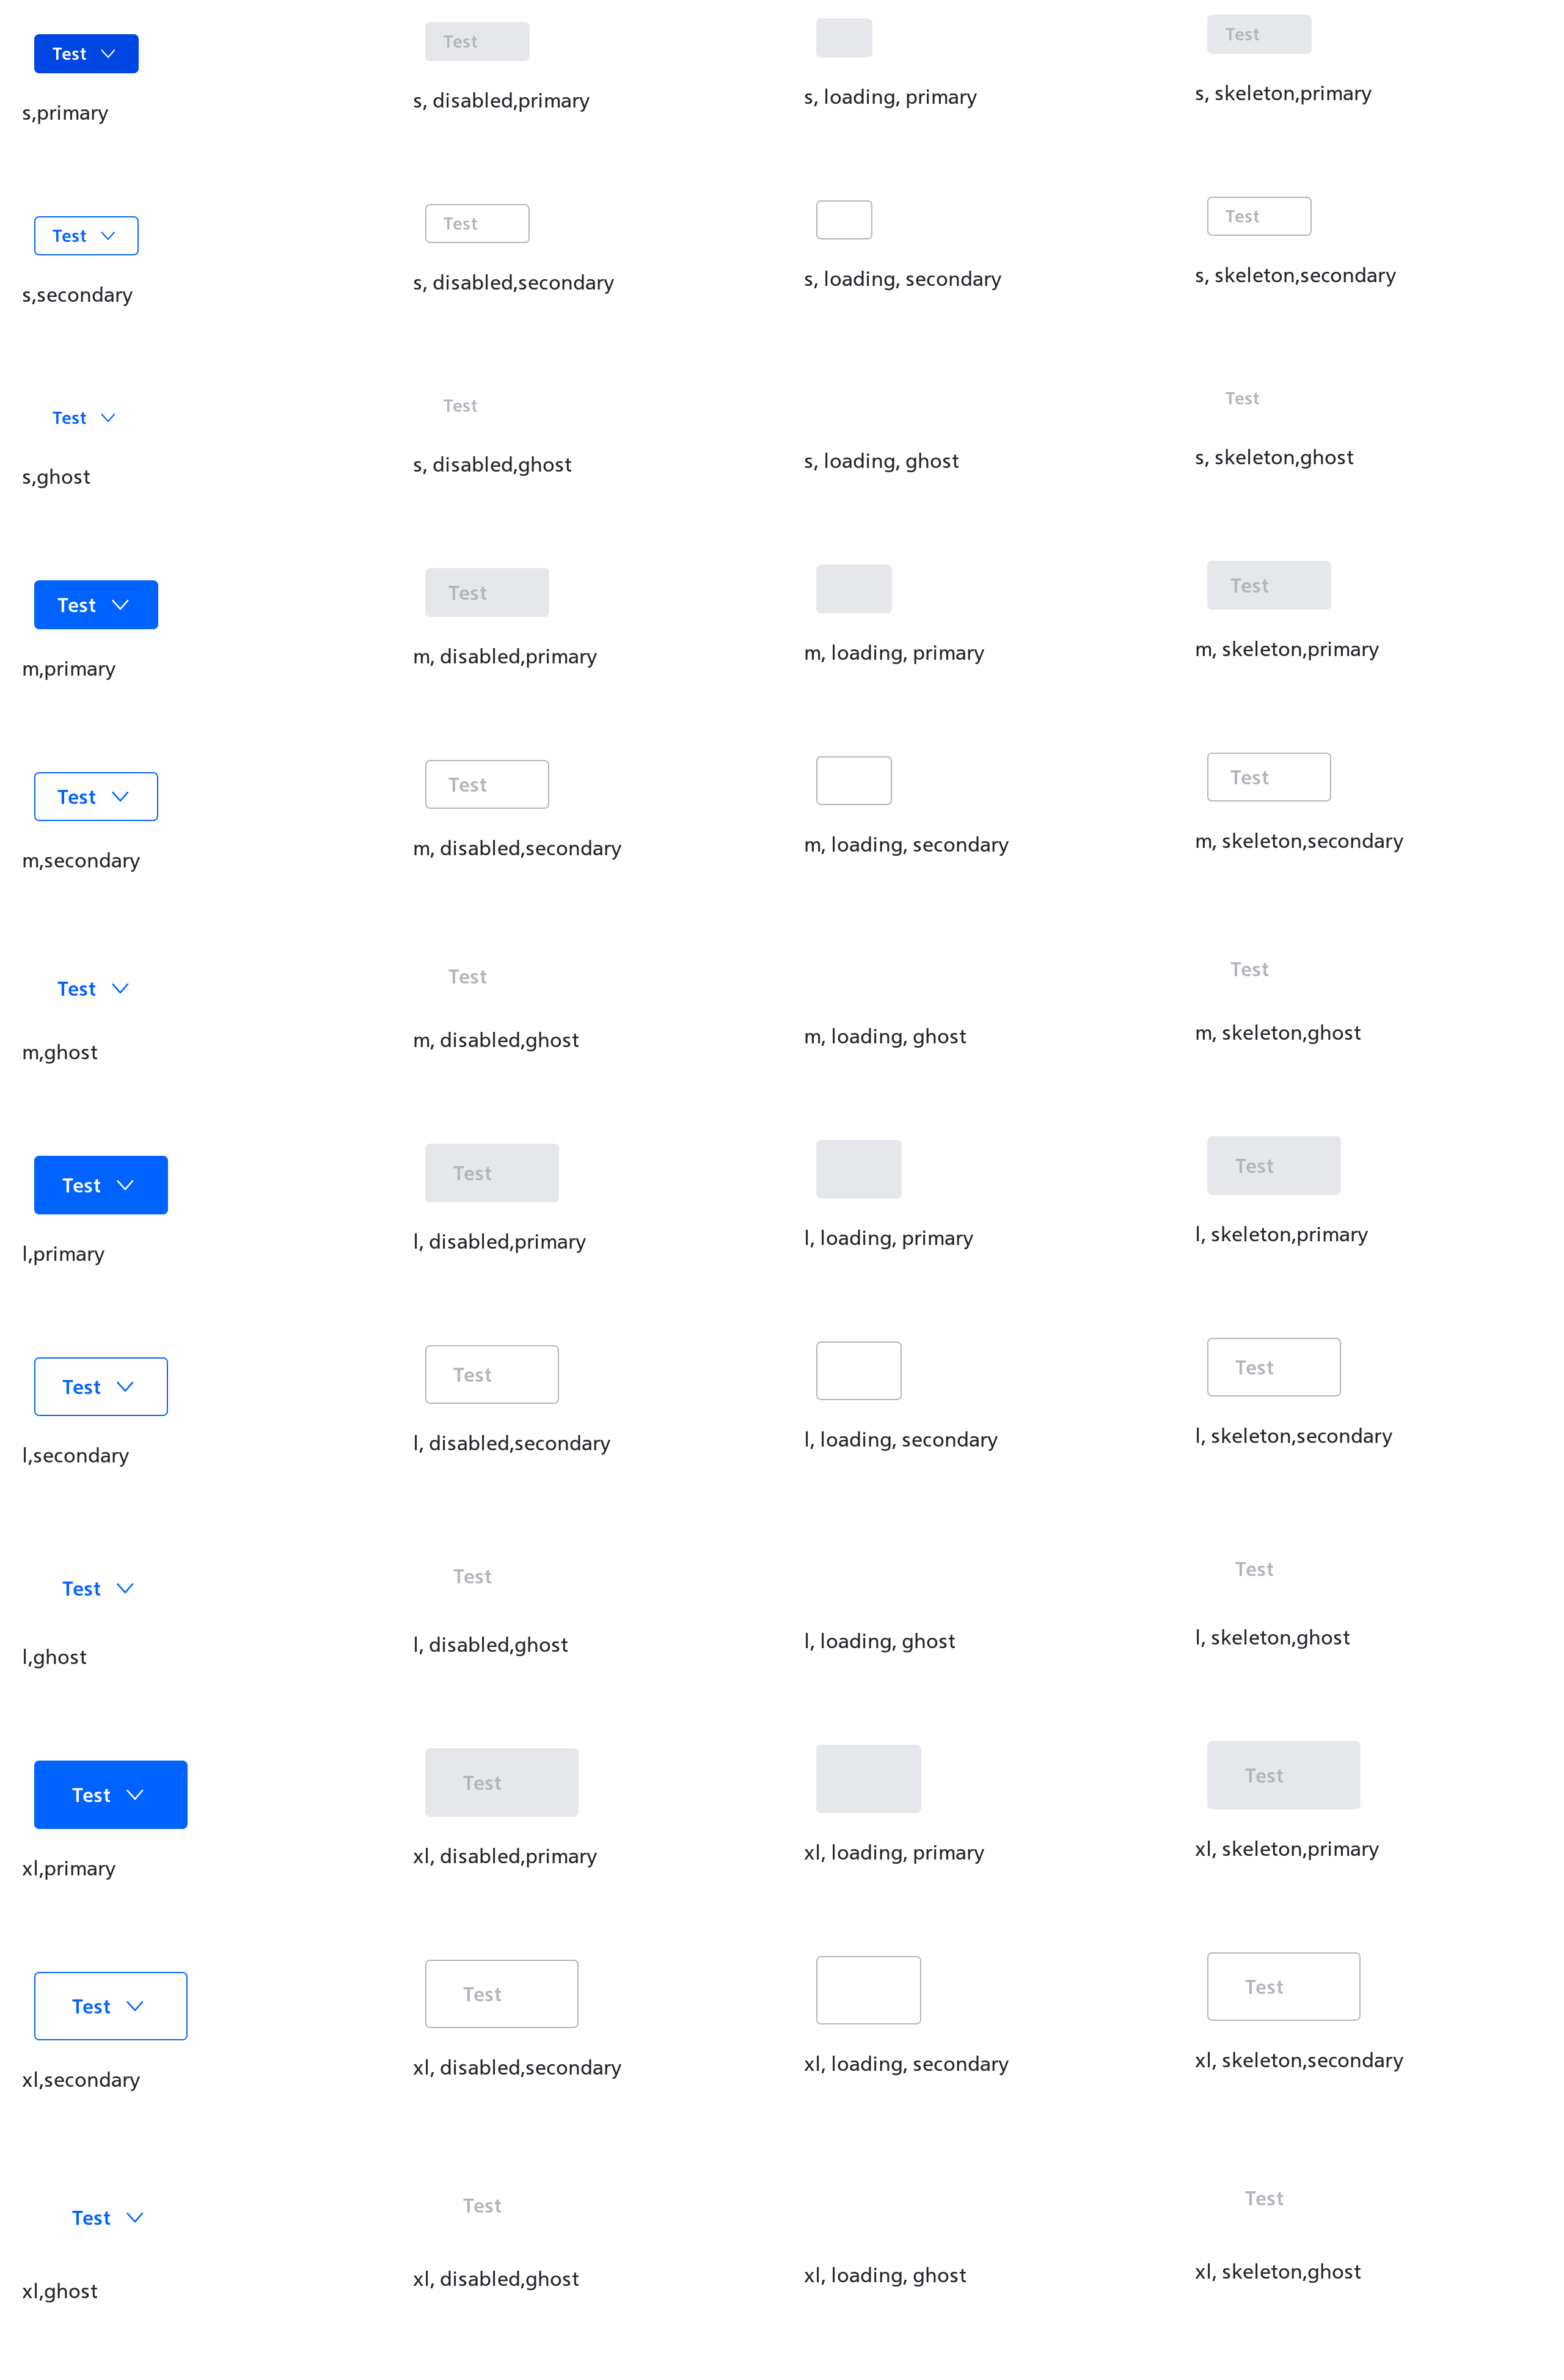 Test
s,primary
Test
s, disabled,primary
s, loading, primary
Test
s, skeleton,primary
Test
s,secondary
Test
s, disabled,secondary
s, loading, secondary
Test
s, skeleton,secondary
Test
s,ghost
Test
s, disabled,ghost
s, loading, ghost
Test
s, skeleton,ghost
Test
m,primary
Test
m, disabled,primary
m, loading, primary
Test
m, skeleton,primary
Test
m,secondary
Test
m, disabled,secondary
m, loading, secondary
Test
m, skeleton,secondary
Test
m,ghost
Test
m, disabled,ghost
m, loading, ghost
Test
m, skeleton,ghost
Test
l,primary
Test
l, disabled,primary
l, loading, primary
Test
l, skeleton,primary
Test
l,secondary
Test
l, disabled,secondary
l, loading, secondary
Test
l, skeleton,secondary
Test
l,ghost
Test
l, disabled,ghost
l, loading, ghost
Test
l, skeleton,ghost
Test
xl,primary
Test
xl, disabled,primary
xl, loading, primary
Test
xl, skeleton,primary
Test
xl,secondary
Test
xl, disabled,secondary
xl, loading, secondary
Test
xl, skeleton,secondary
Test
xl,ghost
Test
xl, disabled,ghost
xl, loading, ghost
Test
xl, skeleton,ghost